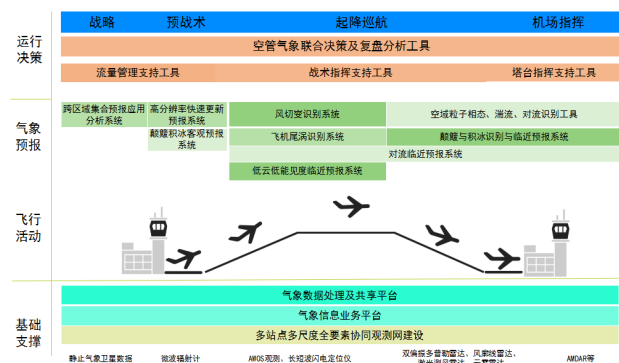 战略
预战术
起降巡航
机场指挥
运行
决策
空管气象联合决策及复盘分析工具
流量管理支持工具
战术指挥支持工具
塔台指挥支持工具
气象
预报
跨区域集合预报应用
分析系统
高分辨率快速更新
预报系统
风切变识别系统
空域粒子相态、湍流、对流识别工具
颠簸积冰客观预报
系统
飞机尾涡识别系统
颠簸与积冰识别与临近预报系统
对流临近预报系统
低云低能见度临近预报系统
飞行
活动
基础
支撑
气象数据处理及共享平台
气象信息业务平台
多站点多尺度全要素协同观测网建设
静止气象卫星数据
微波辐射计
AWOS观测、长短波闪电定位仪
双偏振多普勒雷达、风廓线雷达、
激光测风雷达、云雾雷达
AMDAR等